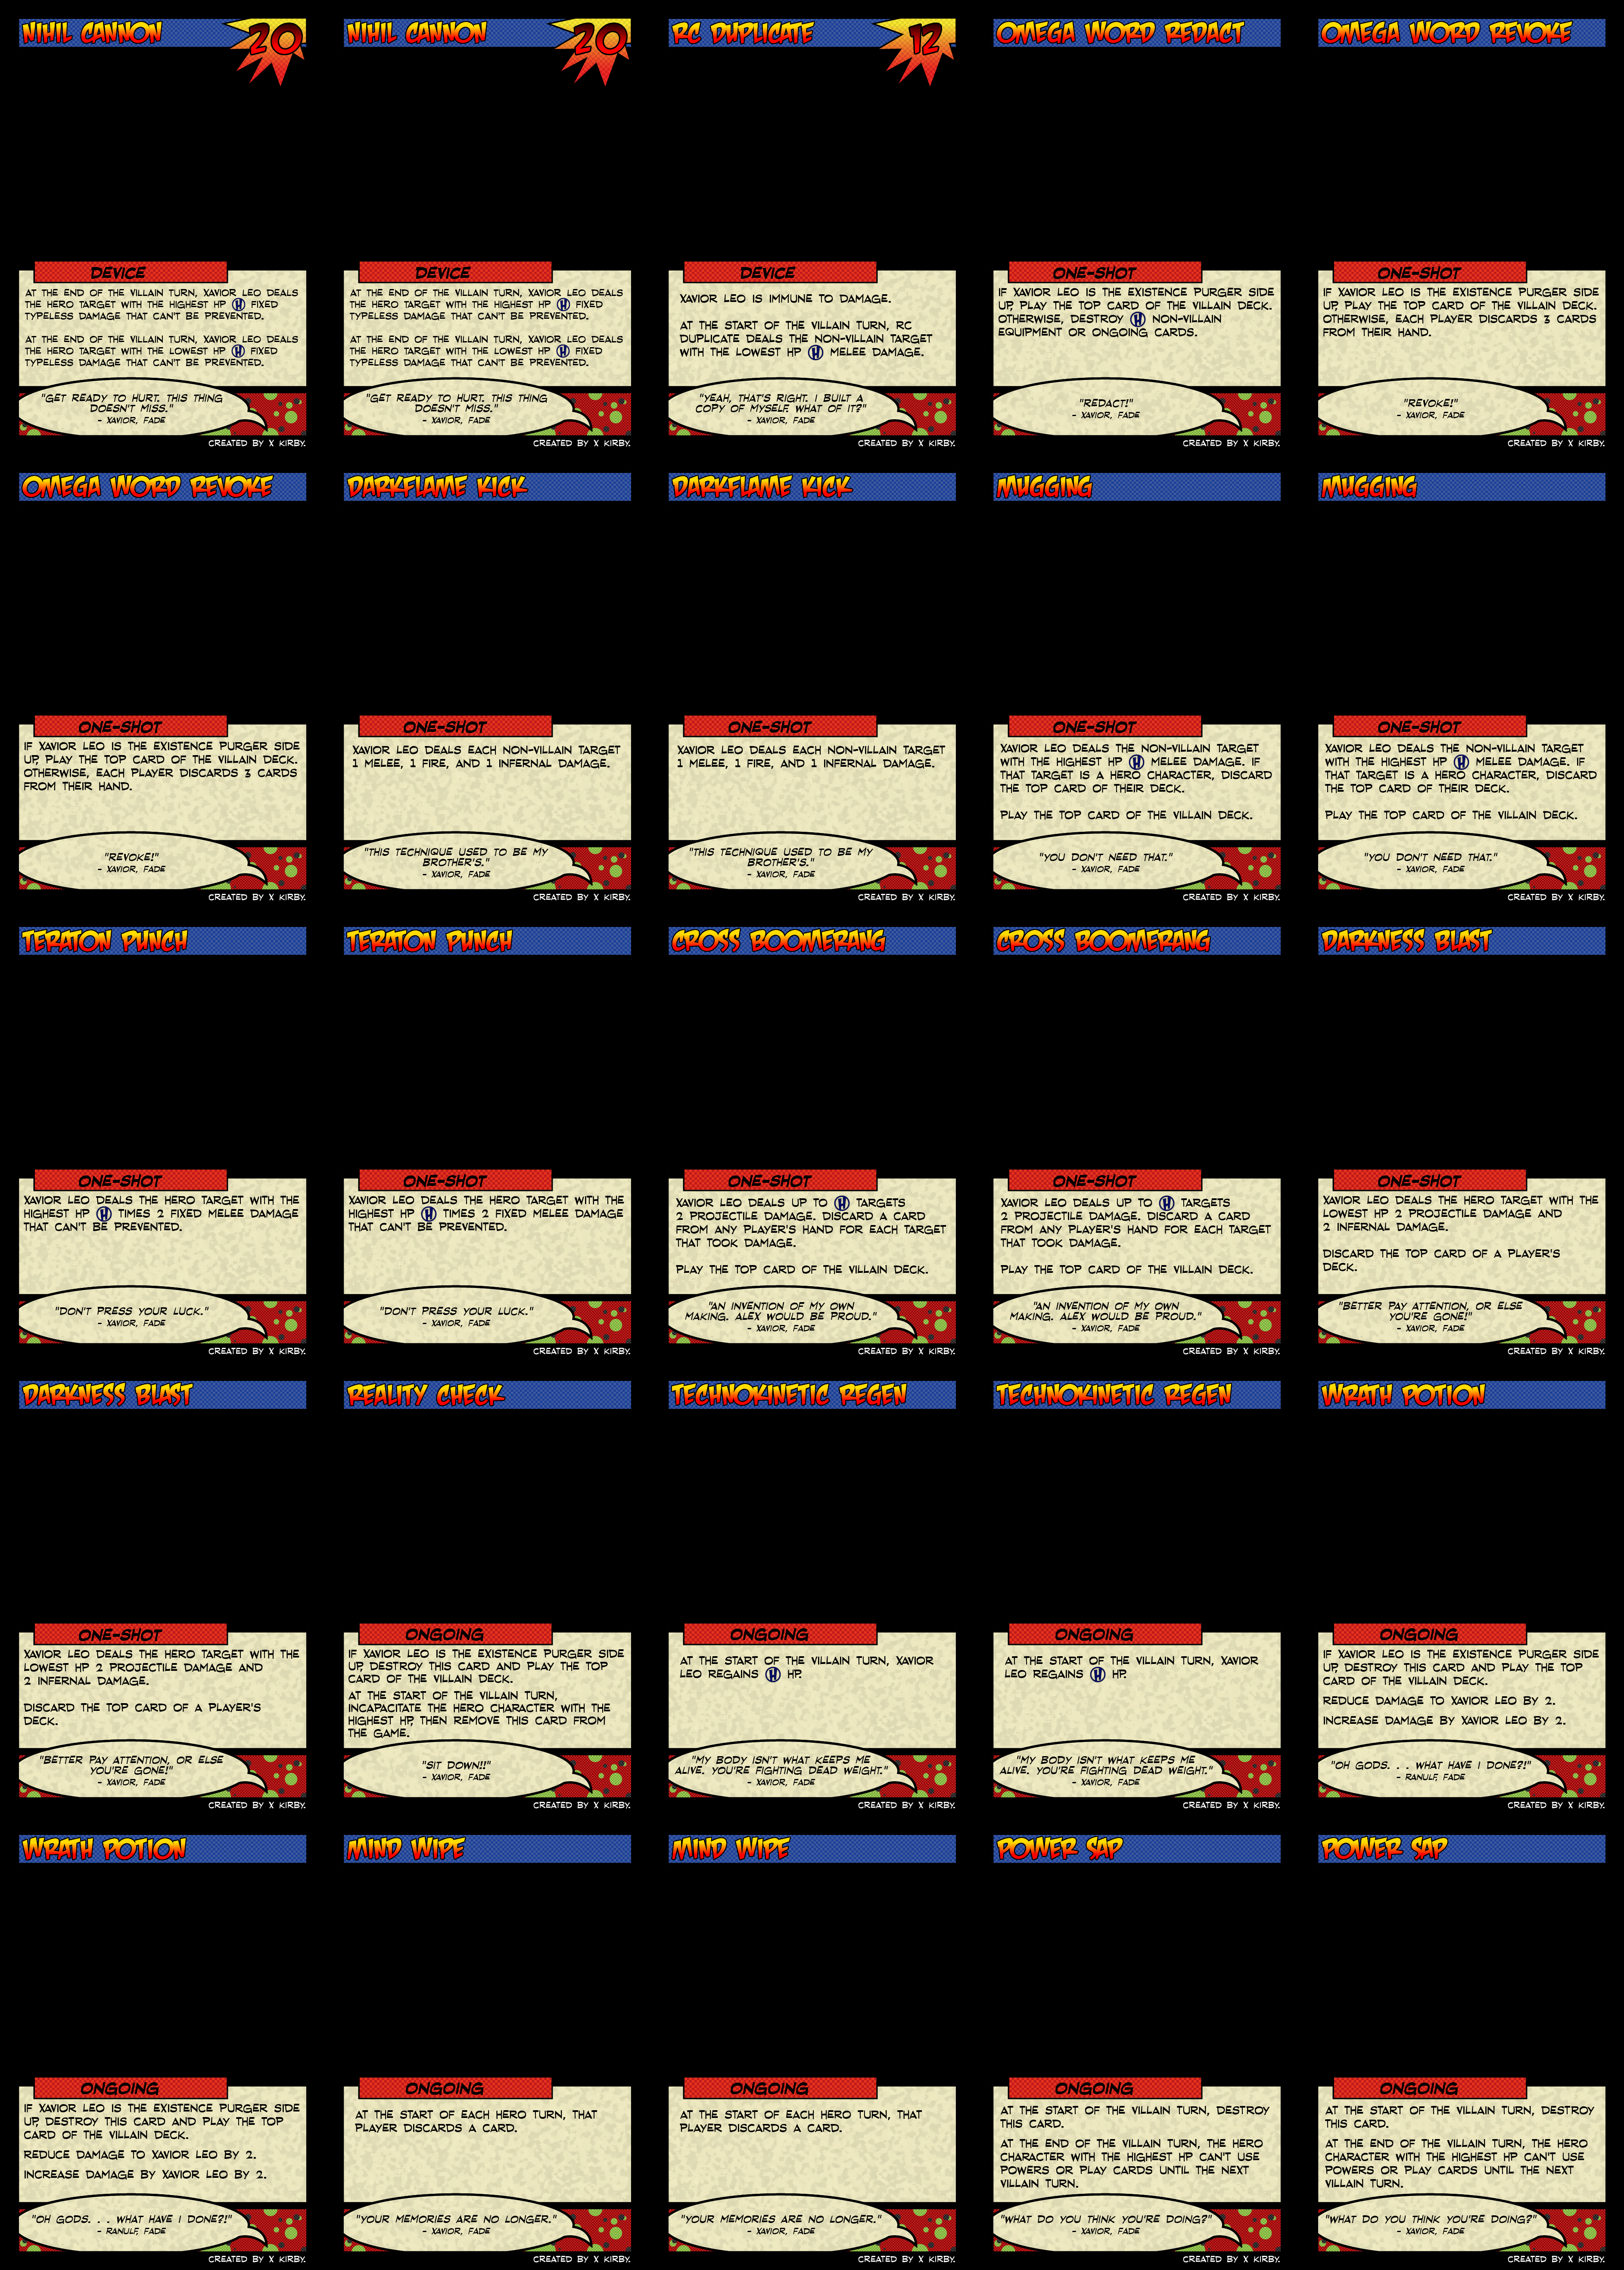 NIHIL CANNON
20
DEVICE
AT THE END OF THE VILLAIN TURN, XAVIOR LEO DEALS
THE HERO TARGET WITH THE HIGHEST HP H FIXED
TYPELESS DAMAGE THAT CAN'T BE PREVENTED.
AT THE END OF THE VILLAIN TURN, XAVIOR LEO DEALS
THE HERO TARGET WITH THE LOWEST HP H FIXED
TYPELESS DAMAGE THAT CAN'T BE PREVENTED.
"GET READY TO HURT. THIS THING
DOESN'T MISS."
- XAVIOR, FADE
CREATED BY X KIRBY.
NIHIL CANNON
20
DEVICE
AT THE END OF THE VILLAIN TURN, XAVIOR LEO DEALS
THE HERO TARGET WITH THE HIGHEST HP H FIXED
TYPELESS DAMAGE THAT CAN'T BE PREVENTED.
AT THE END OF THE VILLAIN TURN, XAVIOR LEO DEALS
THE HERO TARGET WITH THE LOWEST HP H FIXED
TYPELESS DAMAGE THAT CAN'T BE PREVENTED.
"GET READY TO HURT. THIS THING
DOESN'T MISS."
- XAVIOR, FADE
CREATED BY X KIRBY.
RC DUPLICATE
12
DEVICE
XAVIOR LEO IS IMMUNE TO DAMAGE.
AT THE START OF THE VILLAIN TURN, RC
DUPLICATE DEALS THE NON-VILLAIN TARGET
WITH THE LOWEST HP H MELEE DAMAGE.
"YEAH, THAT'S RIGHT. I BUILT A
COPY OF MYSELF. WHAT OF IT?"
- XAVIOR, FADE
CREATED BY X KIRBY.
OMEGA WORD REDACT
ONE-SHOT
IF XAVIOR LEO IS THE EXISTENCE PURGER SIDE
UP, PLAY THE TOP CARD OF THE VILLAIN DECK.
OTHERWISE, DESTROY H NON-VILLAIN
EQUIPMENT OR ONGOING CARDS.
"REDACT!"
- XAVIOR, FADE
CREATED BY X KIRBY.
OMEGA WORD REVOKE
ONE-SHOT
IF XAVIOR LEO IS THE EXISTENCE PURGER SIDE
UP, PLAY THE TOP CARD OF THE VILLAIN DECK.
OTHERWISE, EACH PLAYER DISCARDS 3 CARDS
FROM THEIR HAND.
"REVOKE!"
- XAVIOR, FADE
CREATED BY X KIRBY.
OMEGA WORD REVOKE
ONE-SHOT
IF XAVIOR LEO IS THE EXISTENCE PURGER SIDE
UP, PLAY THE TOP CARD OF THE VILLAIN DECK.
OTHERWISE, EACH PLAYER DISCARDS 3 CARDS
FROM THEIR HAND.
"REVOKE!"
- XAVIOR, FADE
CREATED BY X KIRBY.
DARKFLAME KICK
ONE-SHOT
XAVIOR LEO DEALS EACH NON-VILLAIN TARGET
1 MELEE, 1 FIRE, AND 1 INFERNAL DAMAGE.
"THIS TECHNIQUE USED TO BE MY
BROTHER'S."
- XAVIOR, FADE
CREATED BY X KIRBY.
DARKFLAME KICK
ONE-SHOT
XAVIOR LEO DEALS EACH NON-VILLAIN TARGET
1 MELEE, 1 FIRE, AND 1 INFERNAL DAMAGE.
"THIS TECHNIQUE USED TO BE MY
BROTHER'S."
- XAVIOR, FADE
CREATED BY X KIRBY.
MUGGING
ONE-SHOT
XAVIOR LEO DEALS THE NON-VILLAIN TARGET
WITH THE HIGHEST HP H MELEE DAMAGE. IF
THAT TARGET IS A HERO CHARACTER, DISCARD
THE TOP CARD OF THEIR DECK.
PLAY THE TOP CARD OF THE VILLAIN DECK.
"YOU DON'T NEED THAT."
- XAVIOR, FADE
CREATED BY X KIRBY.
MUGGING
ONE-SHOT
XAVIOR LEO DEALS THE NON-VILLAIN TARGET
WITH THE HIGHEST HP H MELEE DAMAGE. IF
THAT TARGET IS A HERO CHARACTER, DISCARD
THE TOP CARD OF THEIR DECK.
PLAY THE TOP CARD OF THE VILLAIN DECK.
"YOU DON'T NEED THAT."
- XAVIOR, FADE
CREATED BY X KIRBY.
TERATON PUNCH
ONE-SHOT
XAVIOR LEO DEALS THE HERO TARGET WITH THE
HIGHEST HP H TIMES 2 FIXED MELEE DAMAGE
THAT CAN'T BE PREVENTED.
"DON'T PRESS YOUR LUCK."
- XAVIOR, FADE
CREATED BY X KIRBY.
TERATON PUNCH
ONE-SHOT
XAVIOR LEO DEALS THE HERO TARGET WITH THE
HIGHEST HP H TIMES 2 FIXED MELEE DAMAGE
THAT CAN'T BE PREVENTED.
"DON'T PRESS YOUR LUCK."
- XAVIOR, FADE
CREATED BY X KIRBY.
CROSS BOOMERANG
ONE-SHOT
XAVIOR LEO DEALS UP TO H TARGETS
2 PROJECTILE DAMAGE. DISCARD A CARD
FROM ANY PLAYER'S HAND FOR EACH TARGET
THAT TOOK DAMAGE.
PLAY THE TOP CARD OF THE VILLAIN DECK.
"AN INVENTION OF MY OWN
MAKING. ALEX WOULD BE PROUD."
- XAVIOR, FADE
CREATED BY X KIRBY.
CROSS BOOMERANG
ONE-SHOT
XAVIOR LEO DEALS UP TO H TARGETS
2 PROJECTILE DAMAGE. DISCARD A CARD
FROM ANY PLAYER'S HAND FOR EACH TARGET
THAT TOOK DAMAGE.
PLAY THE TOP CARD OF THE VILLAIN DECK.
"AN INVENTION OF MY OWN
MAKING. ALEX WOULD BE PROUD."
- XAVIOR, FADE
CREATED BY X KIRBY.
DARKNESS BLAST
ONE-SHOT
XAVIOR LEO DEALS THE HERO TARGET WITH THE
LOWEST HP 2 PROJECTILE DAMAGE AND
2 INFERNAL DAMAGE.
DISCARD THE TOP CARD OF A PLAYER'S
DECK.
"BETTER PAY ATTENTION, OR ELSE
YOU'RE GONE!"
- XAVIOR, FADE
CREATED BY X KIRBY.
DARKNESS BLAST
ONE-SHOT
XAVIOR LEO DEALS THE HERO TARGET WITH THE
LOWEST HP 2 PROJECTILE DAMAGE AND
2 INFERNAL DAMAGE.
DISCARD THE TOP CARD OF A PLAYER'S
DECK.
"BETTER PAY ATTENTION, OR ELSE
YOU'RE GONE!"
- XAVIOR, FADE
CREATED BY X KIRBY.
REALITY CHECK
ONGOING
IF XAVIOR LEO IS THE EXISTENCE PURGER SIDE
UP, DESTROY THIS CARD AND PLAY THE TOP
CARD OF THE VILLAIN DECK.
AT THE START OF THE VILLAIN TURN,
INCAPACITATE THE HERO CHARACTER WITH THE
HIGHEST HP, THEN REMOVE THIS CARD FROM
THE GAME.
"SIT DOWN!!"
- XAVIOR, FADE
CREATED BY X KIRBY.
TECHNOKINETIC REGEN
ONGOING
AT THE START OF THE VILLAIN TURN, XAVIOR
LEO REGAINS H HP.
"MY BODY ISN'T WHAT KEEPS ME
ALIVE. YOU'RE FIGHTING DEAD WEIGHT."
- XAVIOR, FADE
CREATED BY X KIRBY.
TECHNOKINETIC REGEN
ONGOING
AT THE START OF THE VILLAIN TURN, XAVIOR
LEO REGAINS H HP.
"MY BODY ISN'T WHAT KEEPS ME
ALIVE. YOU'RE FIGHTING DEAD WEIGHT."
- XAVIOR, FADE
CREATED BY X KIRBY.
WRATH POTION
ONGOING
IF XAVIOR LEO IS THE EXISTENCE PURGER SIDE
UP, DESTROY THIS CARD AND PLAY THE TOP
CARD OF THE VILLAIN DECK.
REDUCE DAMAGE TO XAVIOR LEO BY 2.
INCREASE DAMAGE BY XAVIOR LEO BY 2.
"OH GODS. . . WHAT HAVE I DONE?!"
- RANULF, FADE
CREATED BY X KIRBY.
WRATH POTION
ONGOING
IF XAVIOR LEO IS THE EXISTENCE PURGER SIDE
UP, DESTROY THIS CARD AND PLAY THE TOP
CARD OF THE VILLAIN DECK.
REDUCE DAMAGE TO XAVIOR LEO BY 2.
INCREASE DAMAGE BY XAVIOR LEO BY 2.
"OH GODS. . . WHAT HAVE I DONE?!"
- RANULF, FADE
CREATED BY X KIRBY.
MIND WIPE
ONGOING
AT THE START OF EACH HERO TURN, THAT
PLAYER DISCARDS A CARD.
"YOUR MEMORIES ARE NO LONGER."
- XAVIOR, FADE
CREATED BY X KIRBY.
MIND WIPE
ONGOING
AT THE START OF EACH HERO TURN, THAT
PLAYER DISCARDS A CARD.
"YOUR MEMORIES ARE NO LONGER."
- XAVIOR, FADE
CREATED BY X KIRBY.
POWER SAP
ONGOING
AT THE START OF THE VILLAIN TURN, DESTROY
THIS CARD.
AT THE END OF THE VILLAIN TURN, THE HERO
CHARACTER WITH THE HIGHEST HP CAN'T USE
POWERS OR PLAY CARDS UNTIL THE NEXT
VILLAIN TURN.
"WHAT DO YOU THINK YOU'RE DOING?"
- XAVIOR, FADE
CREATED BY X KIRBY.
POWER SAP
ONGOING
AT THE START OF THE VILLAIN TURN, DESTROY
THIS CARD.
AT THE END OF THE VILLAIN TURN, THE HERO
CHARACTER WITH THE HIGHEST HP CAN'T USE
POWERS OR PLAY CARDS UNTIL THE NEXT
VILLAIN TURN.
"WHAT DO YOU THINK YOU'RE DOING?"
- XAVIOR, FADE
CREATED BY X KIRBY.